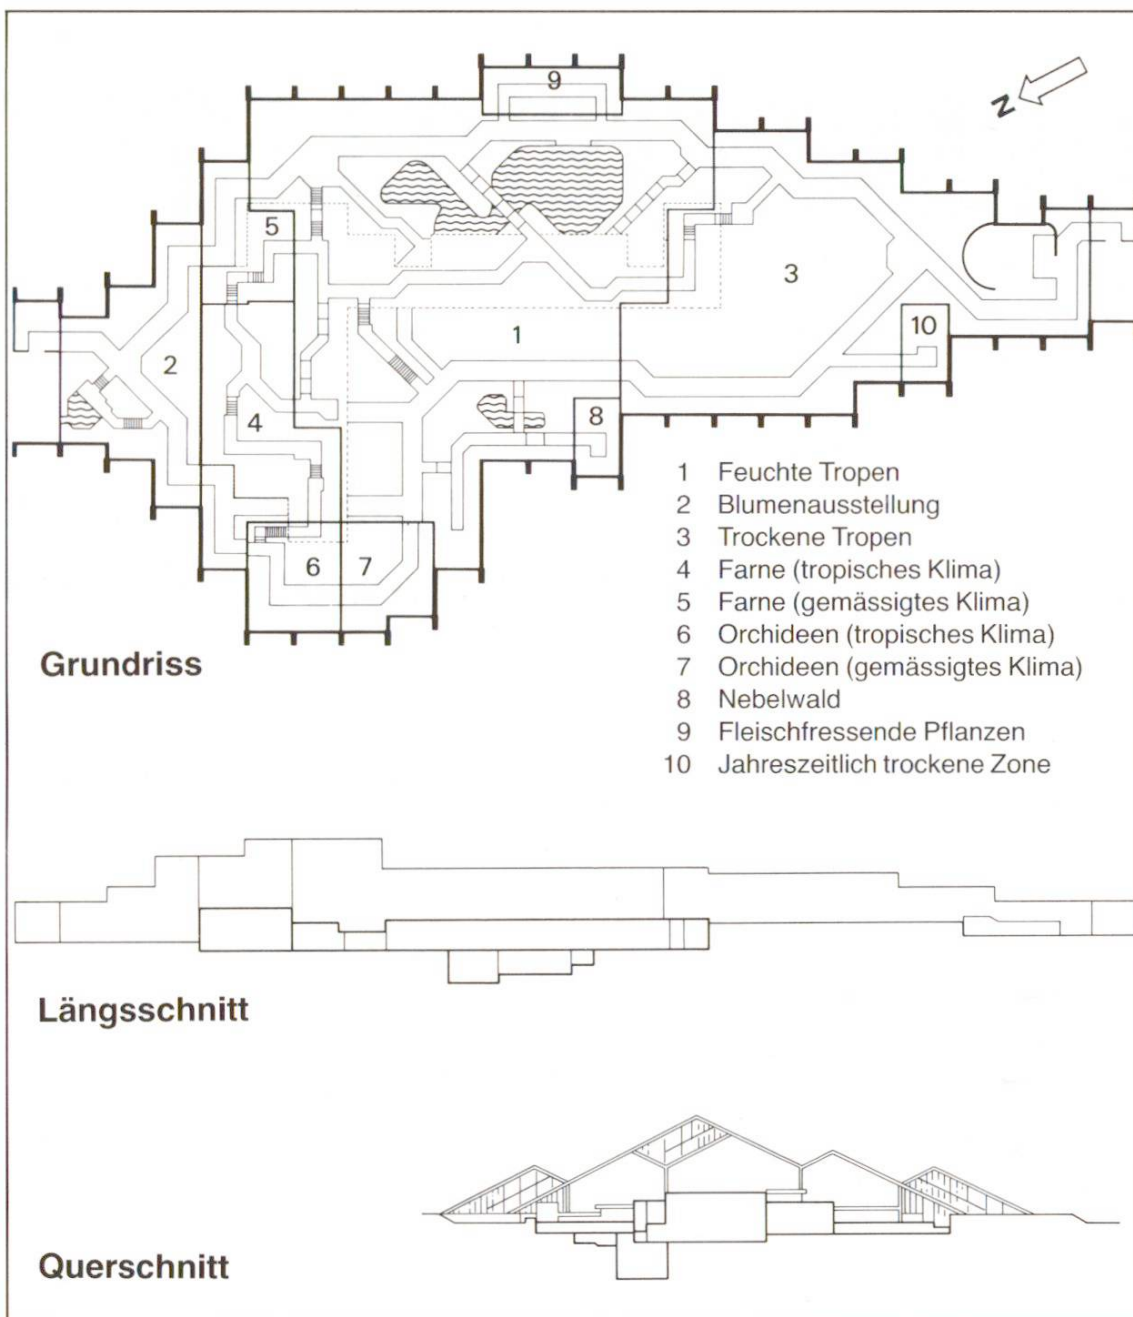 9
N
5
3
10
1
2
4
8
6
7
1 Feuchte Tropen
2 Blumenausstellung
3 Trockene Tropen
4 Farne (tropisches Klima)
5 Farne (gemässigtes Klima)
6 Orchideen (tropisches Klima)
7 Orchideen (gemässigtes Klima)
8 Nebelwald
9 Fleischfressende Pflanzen
10 Jahreszeitlich trockene Zone
Grundriss
Längsschnitt
Querschnitt